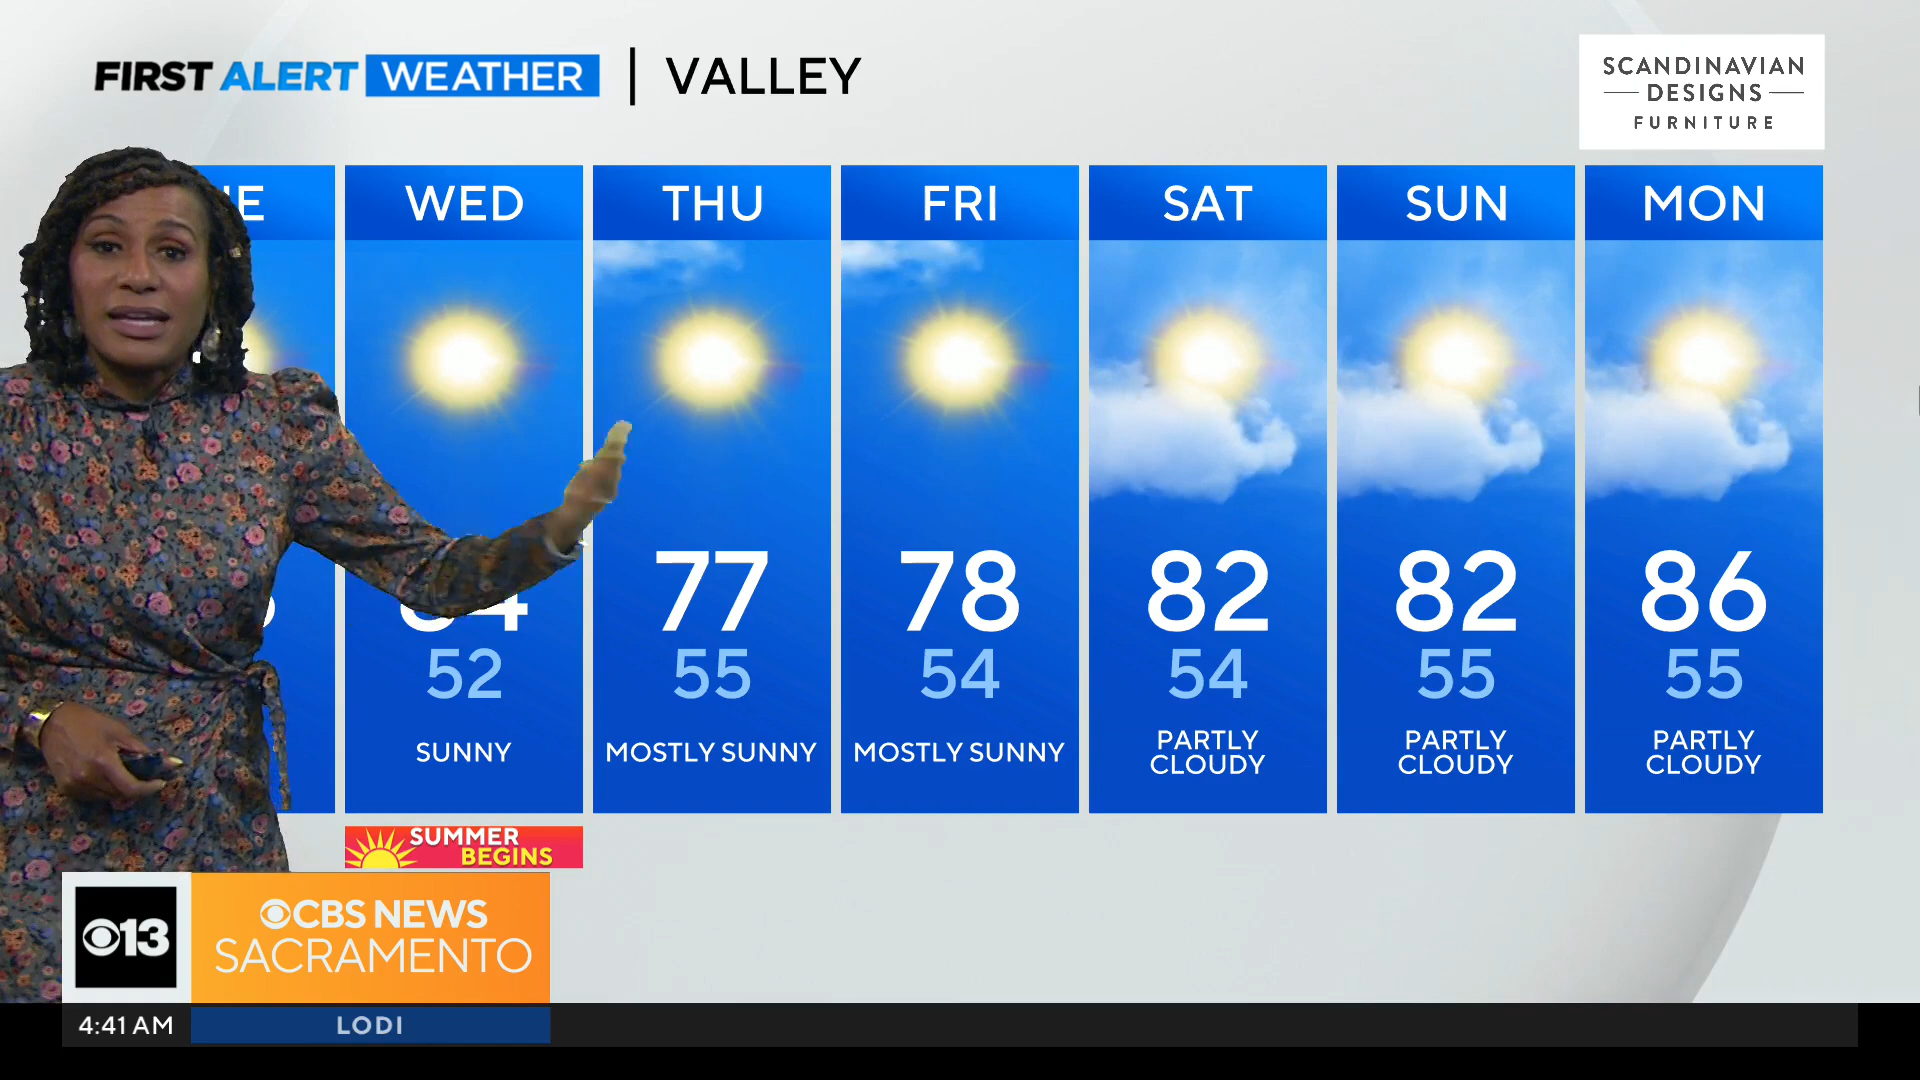 FIRST ALERT WEATHER | VALLEY
SCANDINAVIAN
DESIGNS
FURNITURE
WED
THU
FRI
SAT
SUN
MON
77
78
82
82
86
52
55
54
54
55
55
SUNNY
MOSTLY SUNNY
MOSTLY SUNNY
PARTLY
CLOUDY
PARTLY
CLOUDY
PARTLY
CLOUDY
SUMMER
BEGINS
13
CBS NEWS
SACRAMENTO
4:41 AM
LODI